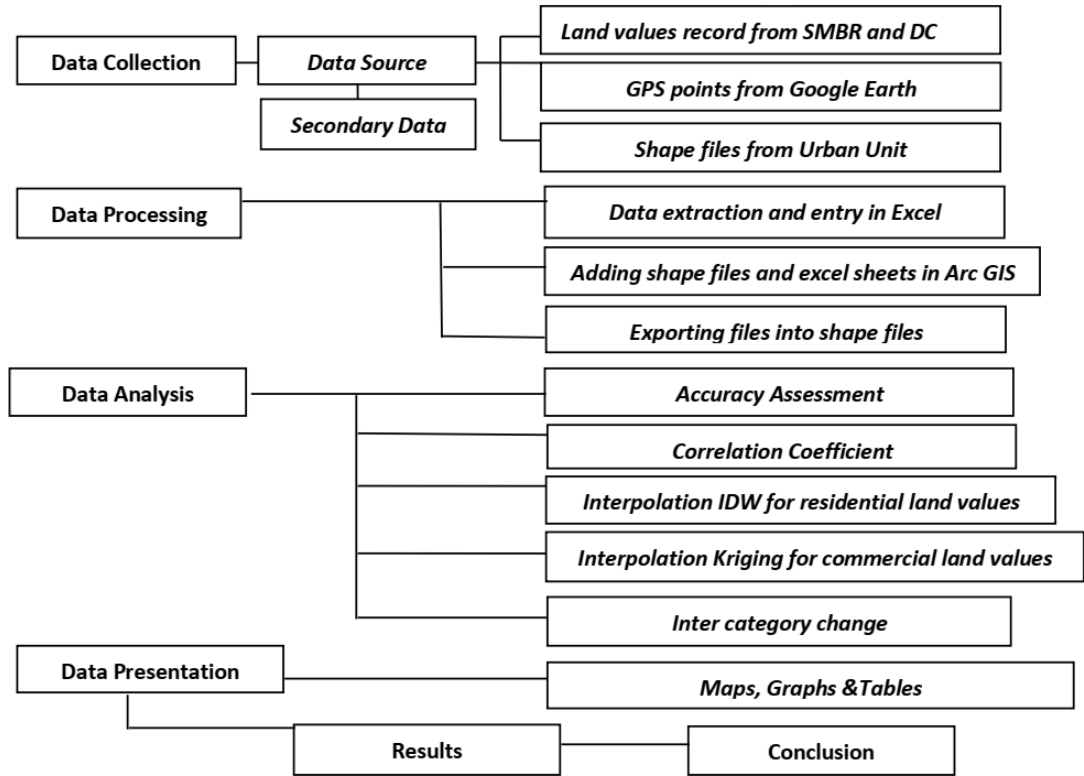 Land values record from SMBR and DC
Data Collection
Data Source
GPS points from Google Earth
Secondary Data
Shape files from Urban Unit
Data Processing
Data extraction and entry in Excel
Adding shape files and excel sheets in Arc GIS
Exporting files into shape files
Data Analysis
Accuracy Assessment
Correlation Coefficient
Interpolation IDW for residential land values
Interpolation Kriging for commercial land values
Inter category change
Data Presentation
Maps, Graphs &Tables
Results
Conclusion